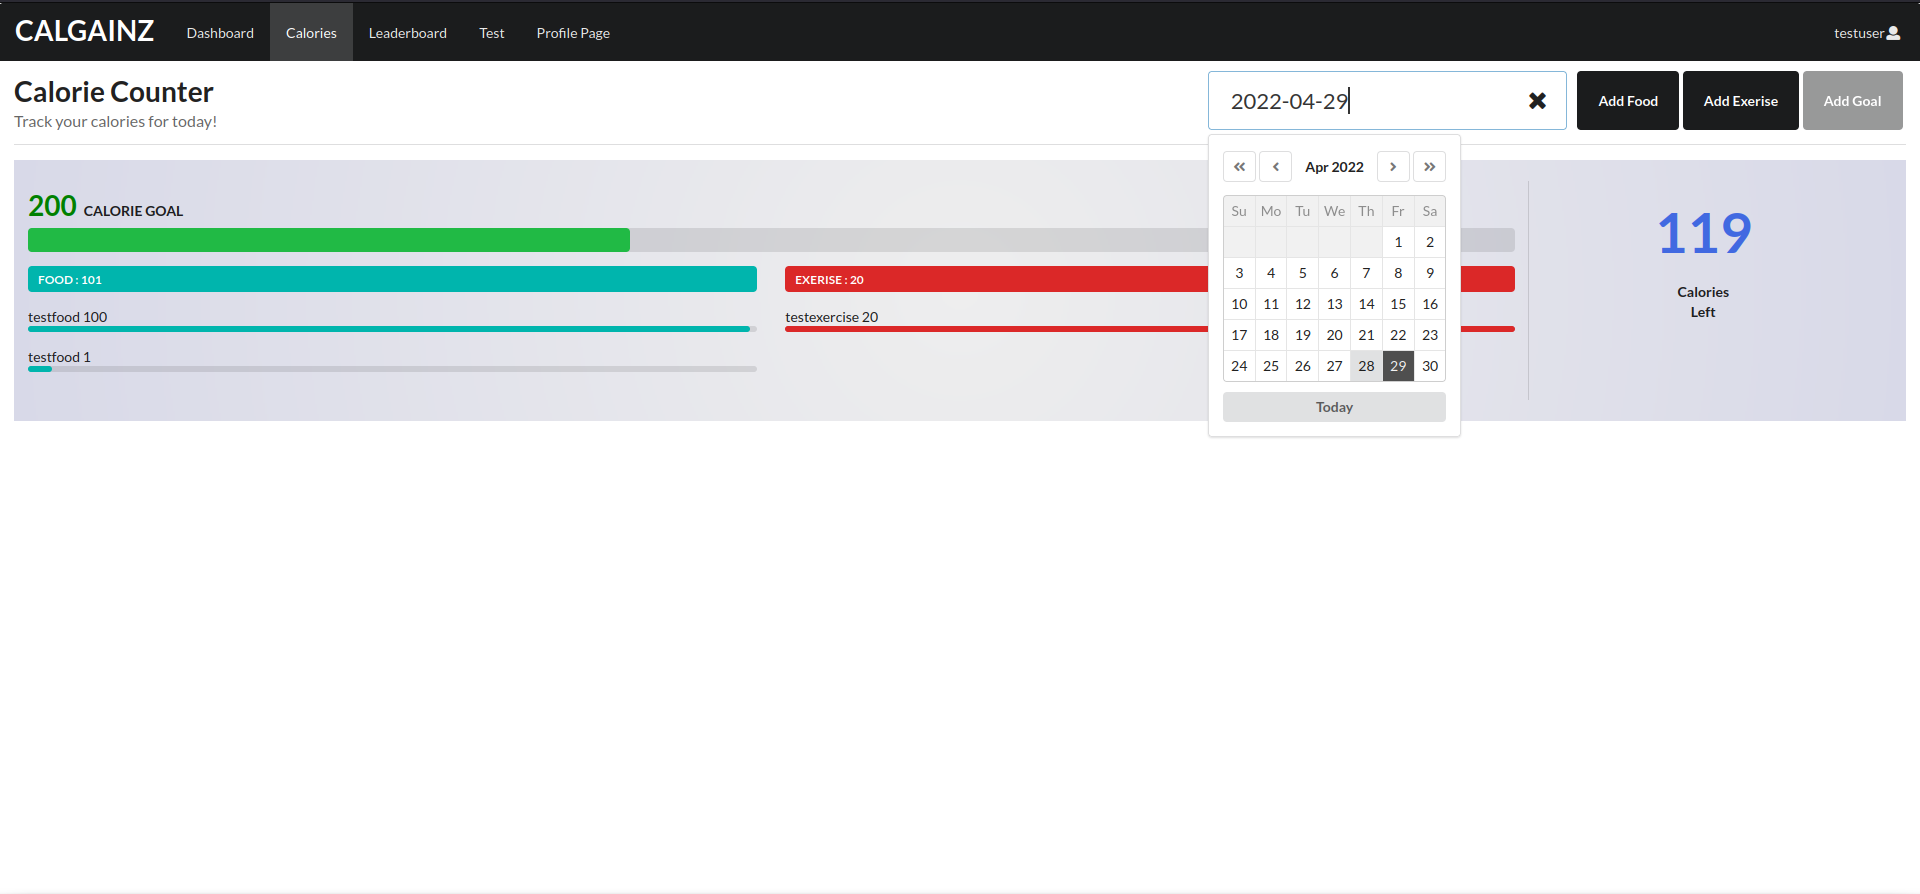 CALGAINZ Dashboard Calories Leaderboard Test Profile Page testuser
Calorie Counter
Track your calories for today!
2022-04-29
Add Food Add Exerise Add Goal
Apr 2022
Su Mo Tu We Th Fr Sa
1 2
3 4 5 6 7 8 9
10 11 12 13 14 15 16
17 18 19 20 21 22 23
24 25 26 27 28 29 30
Today
200 CALORIE GOAL
FOOD : 101
testfood 100
testfood 1
EXERISE : 20
testexercise 20
119
Calories
Left